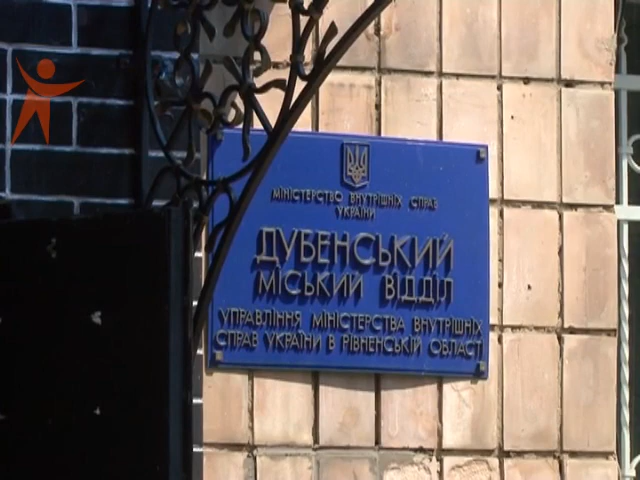 МІНІСТЕРСТВО ВНУТРІШНІХ СПРАВ
УКРАЇНИ
ДУБЕНСЬКИЙ
МІСЬКИЙ ВІДДІЛ
УПРАВЛІННЯ МІНІСТЕРСТВА ВНУТРІШНІХ
СПРАВ УКРАЇНИ В РІВНЕНСЬКІЙ ОБЛАСТІ